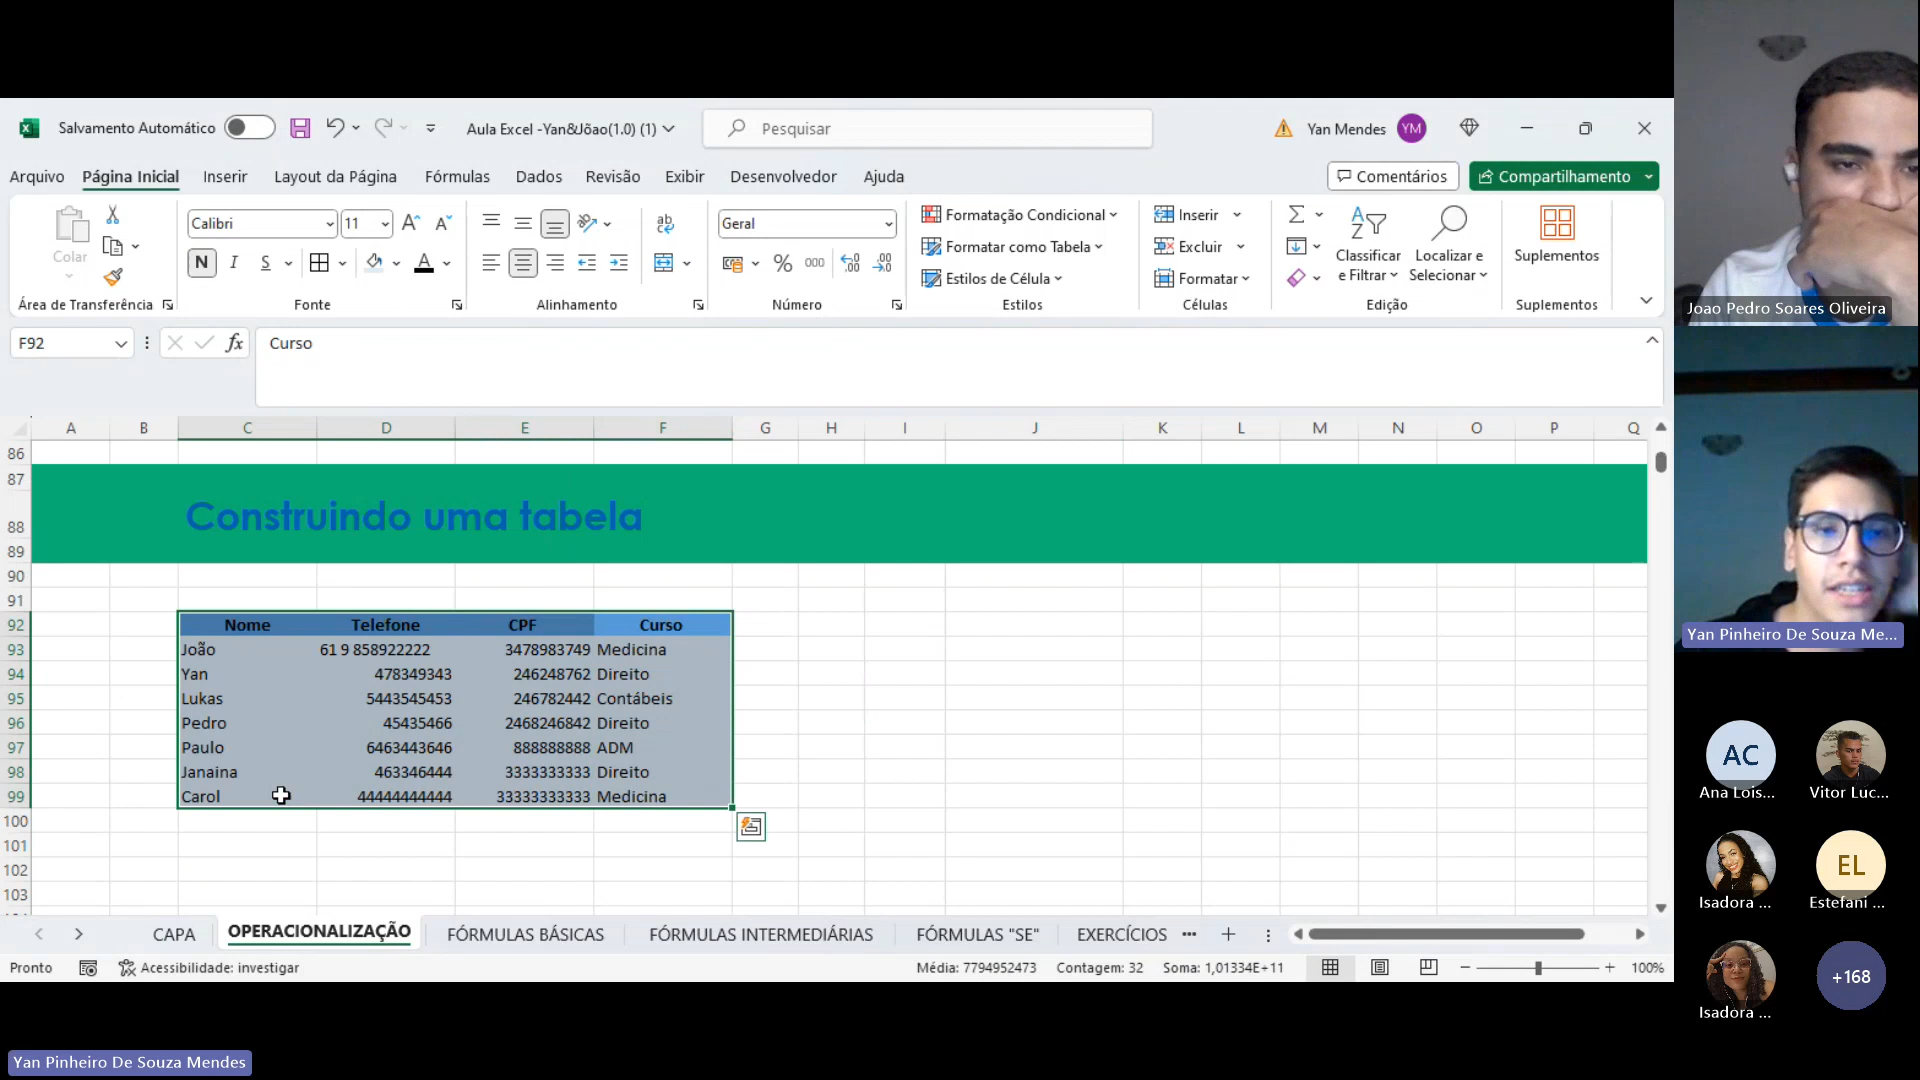 Salvamento Automático
Aula Excel -Yan&Jõao(1.0) (1)
Pesquisar
Yan Mendes
YM
Arquivo
Página Inicial
Inserir
Layout da Página
Fórmulas
Dados
Revisão
Exibir
Desenvolvedor
Ajuda
Comentários
Compartilhamento
Colar
Área de Transferência
Calibri
11
N
I
S
Fonte
ab
Alinhamento
Geral
%
000
Número
Formatação Condicional
Formatar como Tabela
Estilos de Célula
Estilos
Inserir
Excluir
Formatar
Células
Classificar
e Filtrar
Localizar e
Selecionar
Edição
Suplementos
Suplementos
F92
fx
Curso
A B C D E F G H I J K L M N O P Q
86
87
88 Construindo uma tabela
89
90
91
92 Nome Telefone CPF Curso
93 João 61 9 858922222 3478983749 Medicina
94 Yan 478349343 246248762 Direito
95 Lukas 5443545453 246782442 Contábeis
96 Pedro 45435466 2468246842 Direito
97 Paulo 6463443646 888888888 ADM
98 Janaina 463346444 3333333333 Direito
99 Carol 44444444444 33333333333 Medicina
100
101
102
103
CAPA
OPERACIONALIZAÇÃO
FÓRMULAS BÁSICAS
FÓRMULAS INTERMEDIÁRIAS
FÓRMULAS "SE"
EXERCÍCIOS
Pronto
Acessibilidade: investigar
Média: 7794952473
Contagem: 32
Soma: 1,01334E+11
100%
Joao Pedro Soares Oliveira
Yan Pinheiro De Souza Me...
AC
Ana Lois...
Vitor Luc...
Isadora ...
EL
Estefani ...
Isadora ...
+168
Yan Pinheiro De Souza Mendes